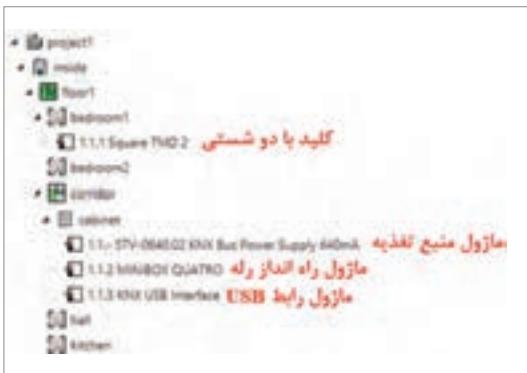 project1
inside
floor1
bedroom1
1.1.1 Square TMD 2 کلید با دو شستی
bedroom2
corridor
cabinet
1.1.- STV-0640.02 KNX Bus Power Supply 640mA ماژول منبع تغذیه
1.1.2 MINiBOX QUATRO ماژول راه انداز رله
1.1.3 KNX USB Interface ماژول رابط USB
hall
kitchen